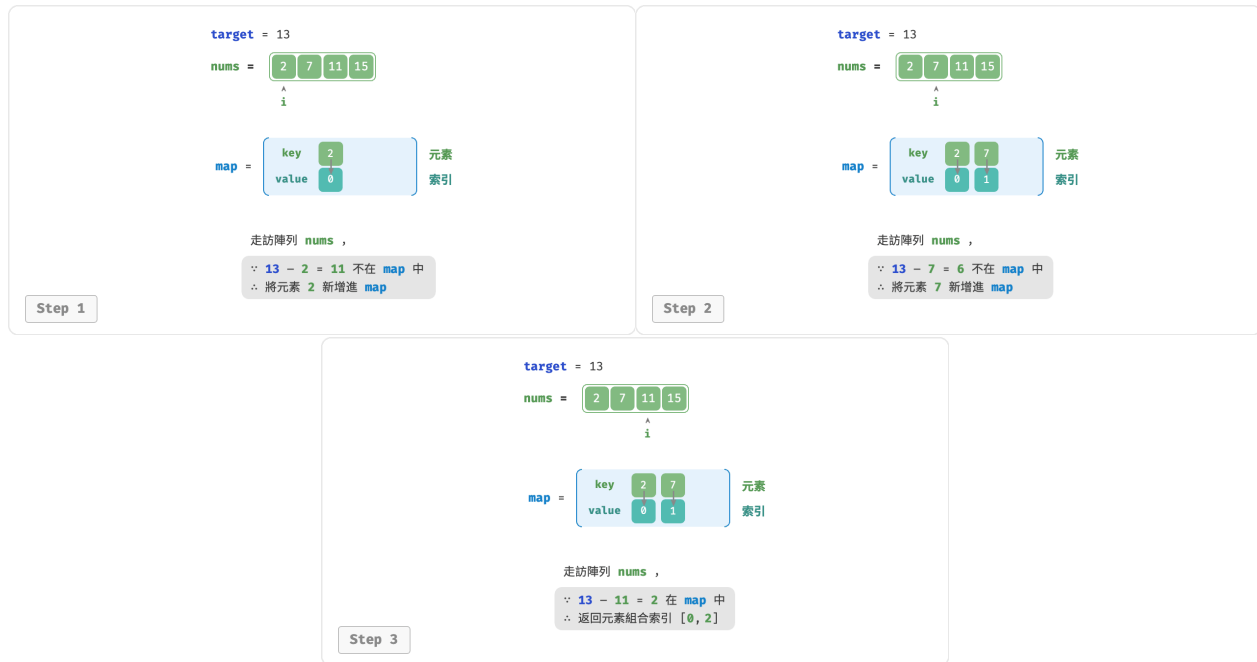 target = 13
nums = 2 7 11 15
i
map = key 2 元素
value 0 索引
走訪陣列 nums ，
∵ 13 − 2 = 11 不在 map 中
∴ 將元素 2 新增進 map
Step 1
target = 13
nums = 2 7 11 15
i
map = key 2 7 元素
value 0 1 索引
走訪陣列 nums ，
∵ 13 − 7 = 6 不在 map 中
∴ 將元素 7 新增進 map
Step 2
target = 13
nums = 2 7 11 15
i
map = key 2 7 元素
value 0 1 索引
走訪陣列 nums ，
∵ 13 − 11 = 2 在 map 中
∴ 返回元素組合索引 [0, 2]
Step 3